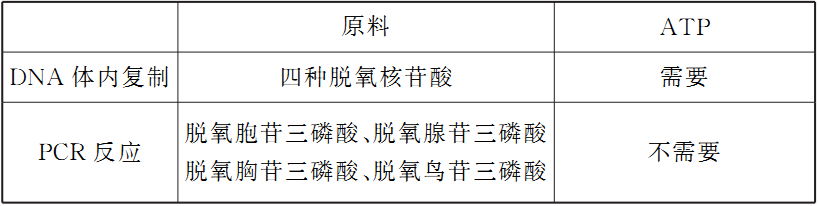 原料 ATP
DNA 体内复制 四种脱氧核苷酸 需要
PCR 反应 脱氧胞苷三磷酸、脱氧腺苷三磷酸 不需要
脱氧胸苷三磷酸、脱氧鸟苷三磷酸